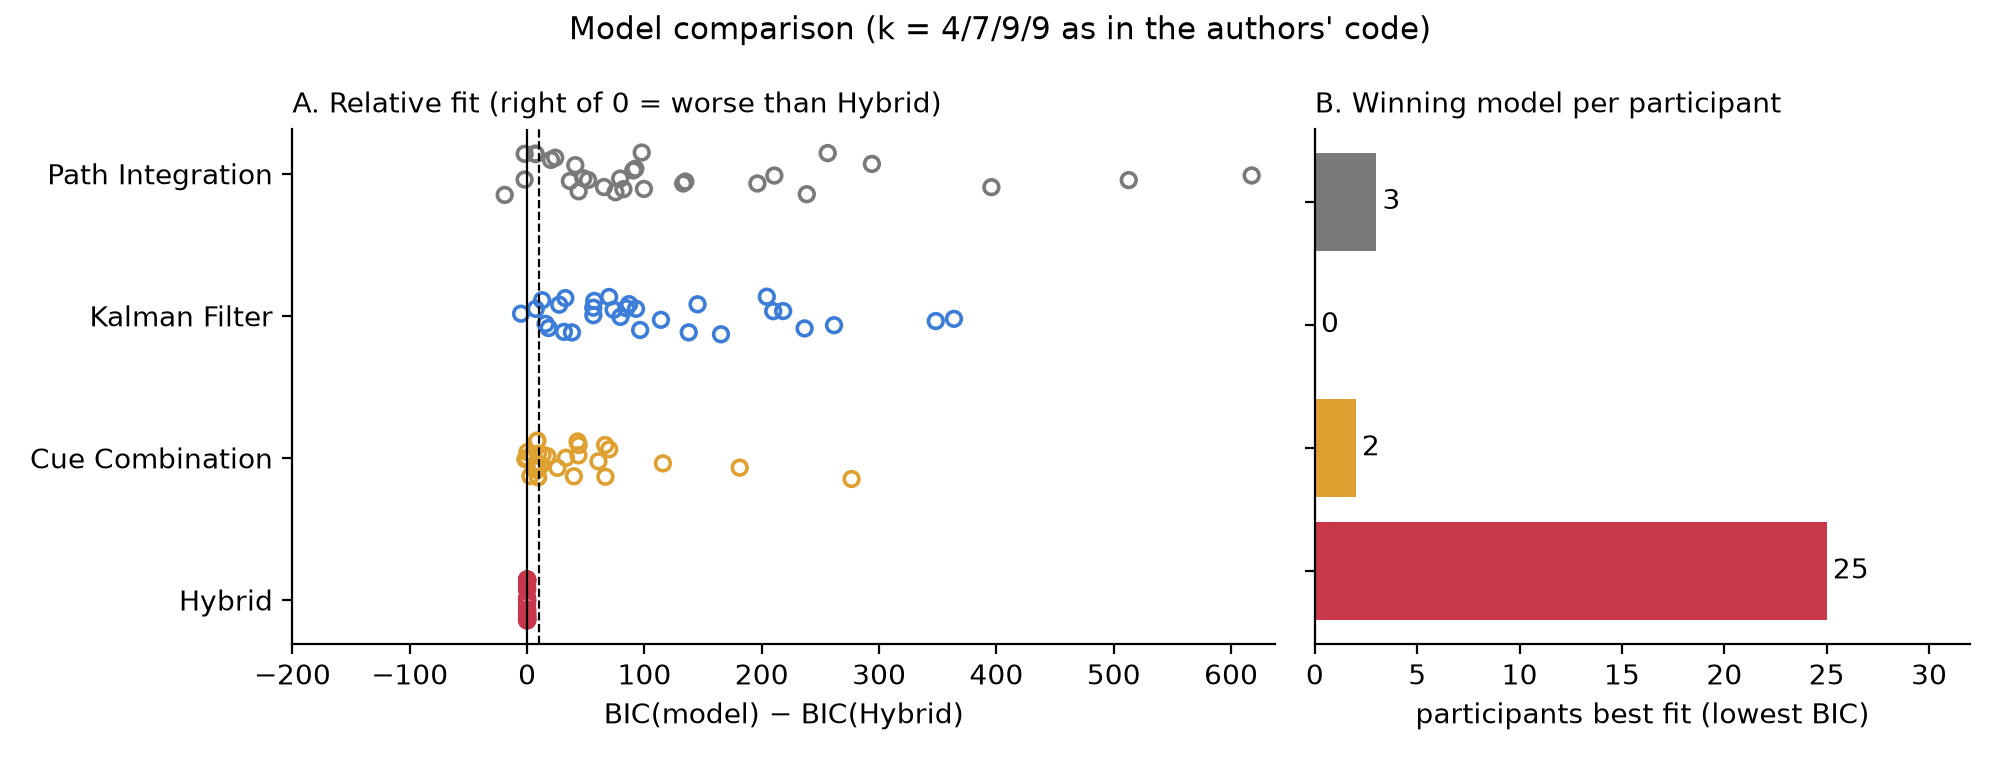 Model comparison (k = 4/7/9/9 as in the authors' code)
A. Relative fit (right of 0 = worse than Hybrid)
Path Integration
Kalman Filter
Cue Combination
Hybrid
−200 −100 0 100 200 300 400 500 600
BIC(model) − BIC(Hybrid)
B. Winning model per participant
3
0
2
25
0 5 10 15 20 25 30
participants best fit (lowest BIC)